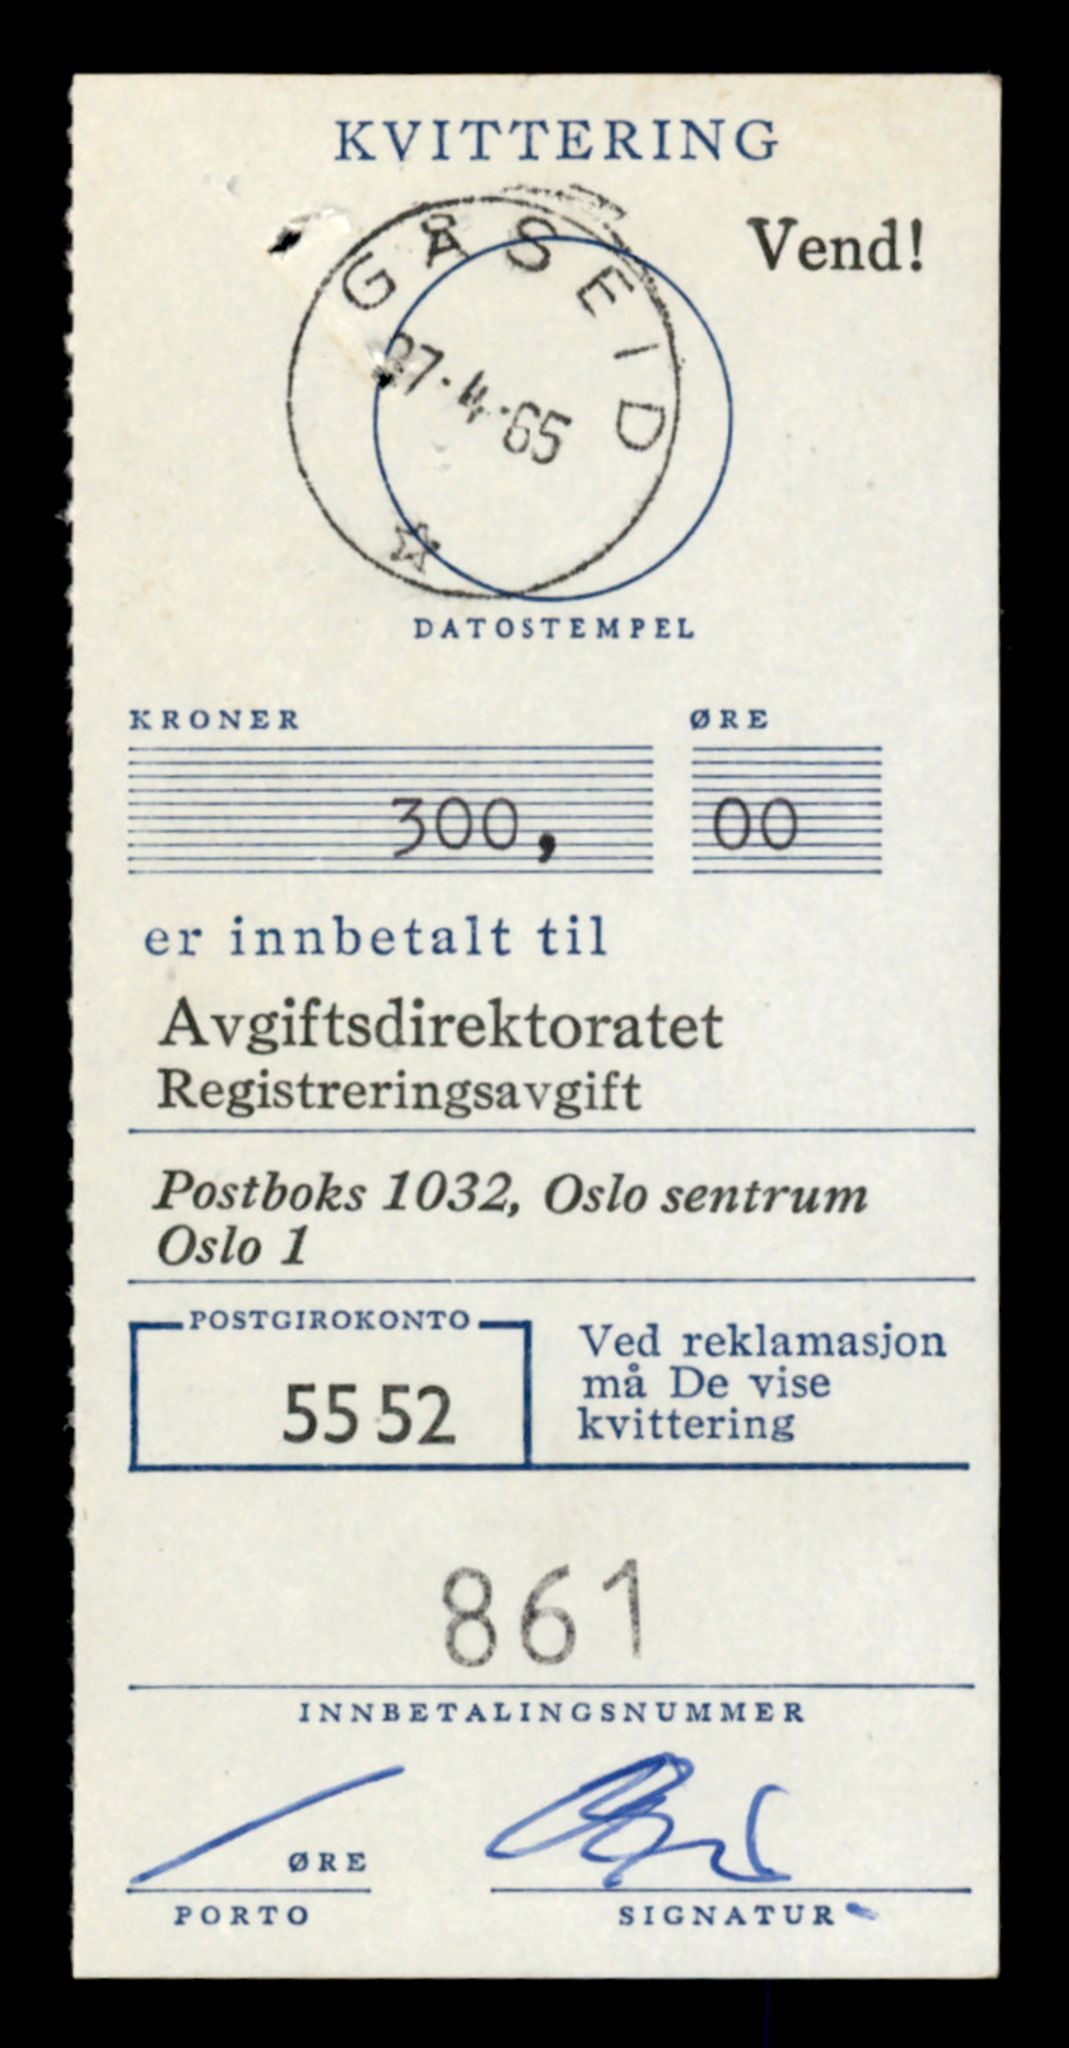 KVITTERING
Vend!
GÅSEID
27.4.65
DATOSTEMPEL
KRONER ØRE
300, 00
er innbetalt til
Avgiftsdirektoratet
Registreringsavgift
Postboks 1032, Oslo sentrum
Oslo 1
POSTGIROKONTO
55 52
Ved reklamasjon
må De vise
kvittering
861
INNBETALINGSNUMMER
ØRE
PORTO
SIGNATUR